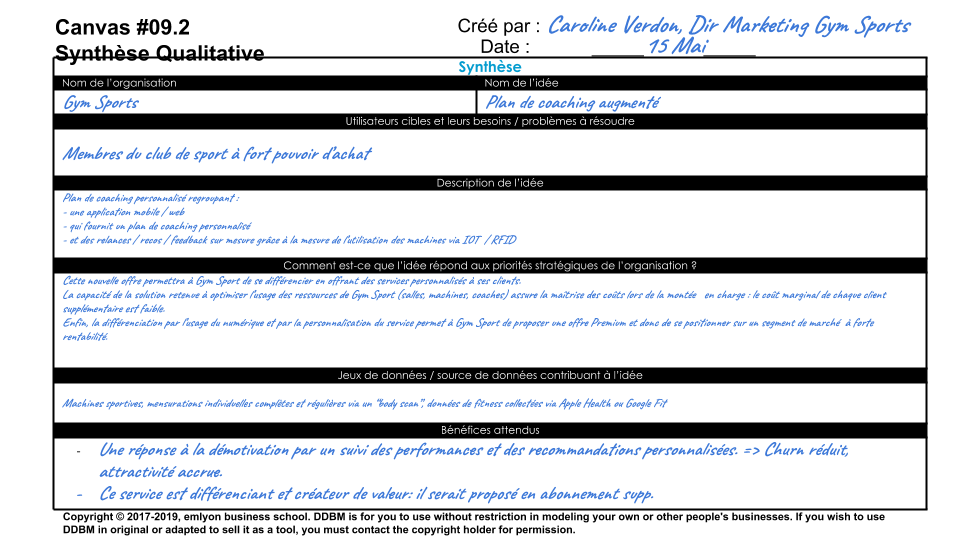 Canvas #09.2
Synthèse Qualitative
Créé par : Caroline Verdon, Dir Marketing Gym Sports
Date : ______ 15 Mai______
Synthèse
Nom de l'organisation
Nom de l'idée
Gym Sports
Plan de coaching augmenté
Utilisateurs cibles et leurs besoins / problèmes à résoudre
Membres du club de sport à fort pouvoir d'achat
Description de l'idée
Plan de coaching personnalisé regroupant :
- une application mobile / web
- qui fournit un plan de coaching personnalisé
- et des relances / recos / feedback sur mesure grâce à la mesure de l'utilisation des machines via IOT / RFID
Comment est-ce que l'idée répond aux priorités stratégiques de l'organisation ?
Cette nouvelle offre permettra à Gym Sport de se différencier en offrant des services personnalisés à ses clients.
La capacité de la solution retenue à optimiser l'usage des ressources de Gym Sport (salles, machines, coaches) assure la maîtrise des coûts lors de la montée en charge : le coût marginal de chaque client
supplémentaire est faible.
Enfin, la différenciation par l'usage du numérique et par la personnalisation du service permet à Gym Sport de proposer une offre Premium et donc de se positionner sur un segment de marché à forte
rentabilité.
Jeux de données / source de données contribuant à l'idée
Machines sportives, mensurations individuelles complètes et régulières via un "body scan", données de fitness collectées via Apple Health ou Google Fit
Bénéfices attendus
- Une réponse à la démotivation par un suivi des performances et des recommandations personnalisées. => Churn réduit,
attractivité accrue.
- Ce service est différenciant et créateur de valeur: il serait proposé en abonnement supp.
Copyright © 2017-2019, emlyon business school. DDBM is for you to use without restriction in modeling your own or other people's businesses. If you wish to use
DDBM in original or adapted to sell it as a tool, you must contact the copyright holder for permission.